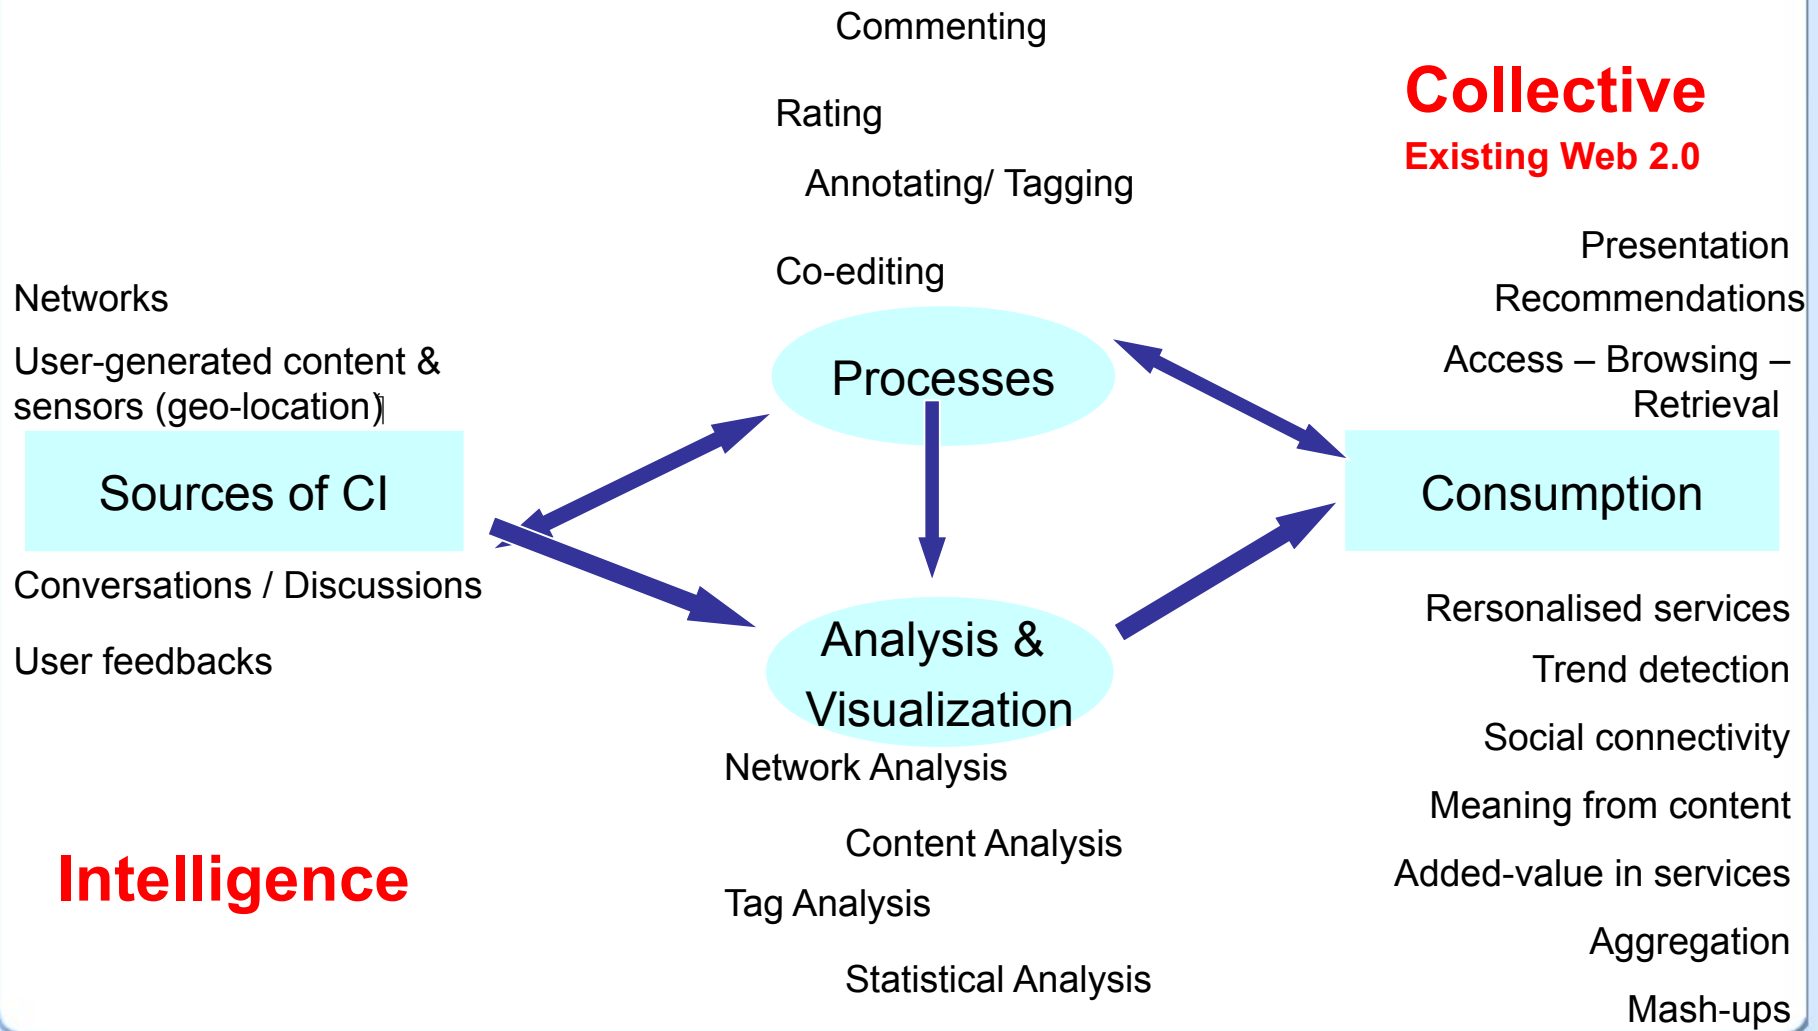 Commenting
Rating
Annotating/ Tagging
Co-editing
Collective
Existing Web 2.0
Networks
User-generated content &
sensors (geo-location)
Sources of CI
Conversations / Discussions
User feedbacks
Processes
Analysis &
Visualization
Network Analysis
Content Analysis
Tag Analysis
Statistical Analysis
Presentation
Recommendations
Access – Browsing –
Retrieval
Consumption
Rersonalised services
Trend detection
Social connectivity
Meaning from content
Added-value in services
Aggregation
Mash-ups
Intelligence